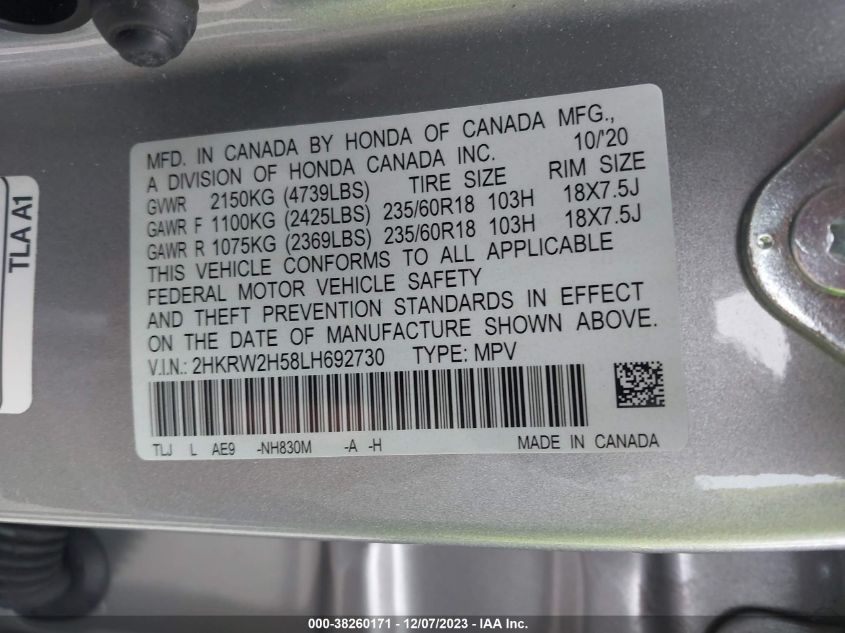 MFD. IN CANADA BY HONDA OF CANADA MFG.,
A DIVISION OF HONDA CANADA INC. 10/'20
GVWR 2150KG (4739LBS) TIRE SIZE RIM SIZE
GAWR F 1100KG (2425LBS) 235/60R18 103H 18X7.5J
GAWR R 1075KG (2369LBS) 235/60R18 103H 18X7.5J
THIS VEHICLE CONFORMS TO ALL APPLICABLE
FEDERAL MOTOR VEHICLE SAFETY
AND THEFT PREVENTION STANDARDS IN EFFECT
ON THE DATE OF MANUFACTURE SHOWN ABOVE.
V.I.N.: 2HKRW2H58LH692730 TYPE: MPV
TLJ L AE9 -NH830M -A -H MADE IN CANADA
TLA A1
000-38260171 - 12/07/2023 - IAA Inc.